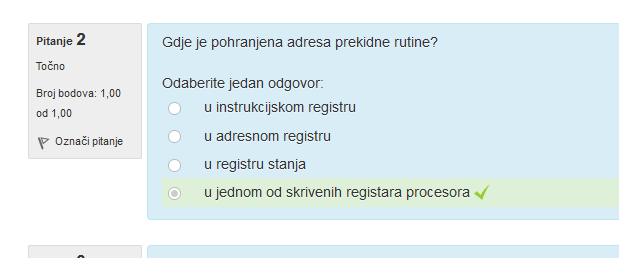 Pitanje 2
Točno
Broj bodova: 1,00
od 1,00
Označi pitanje
Gdje je pohranjena adresa prekidne rutine?
Odaberite jedan odgovor:
u instrukcijskom registru
u adresnom registru
u registru stanja
u jednom od skrivenih registara procesora